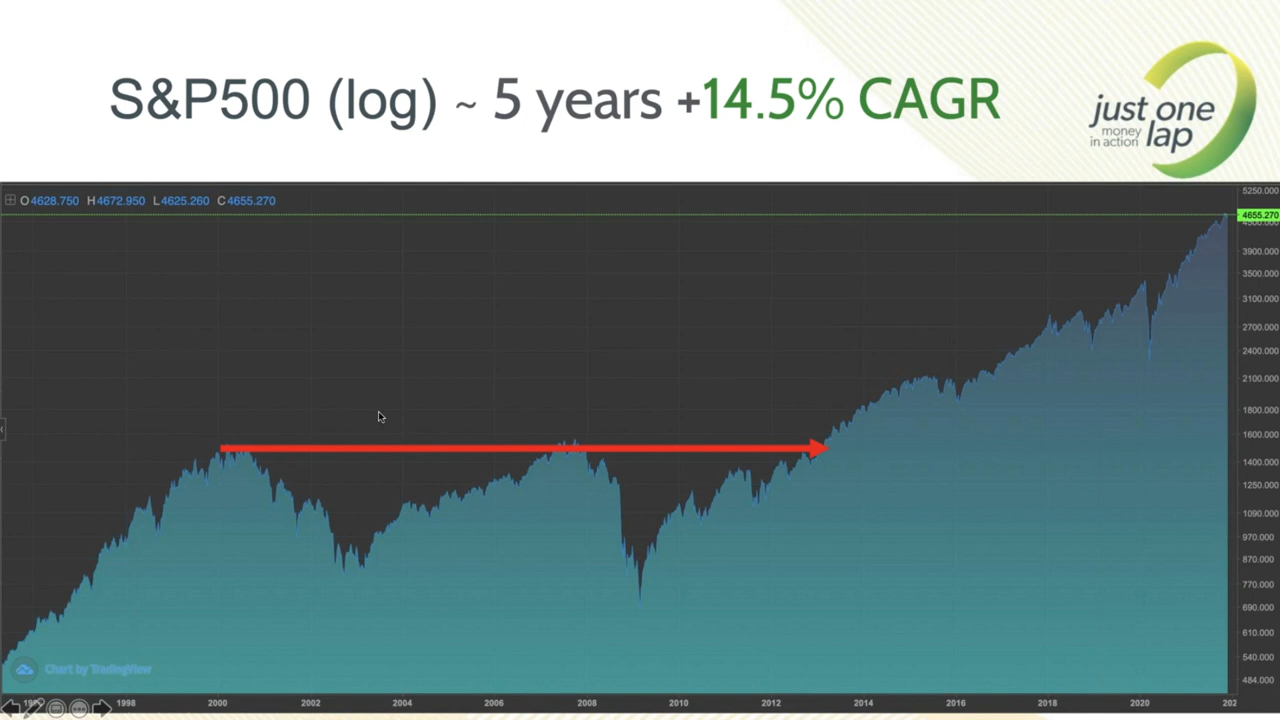 S&P500 (log) ~ 5 years +14.5% CAGR
just one
money
in action
lap
O4628.750 H4672.950 L4625.260 C4655.270
5250.000
4655.270
3900.000
3500.000
3100.000
2700.000
2400.000
2100.000
1800.000
1600.000
1400.000
1250.000
1090.000
970.000
870.000
770.000
690.000
610.000
540.000
484.000
Chart by TradingView
1998 2000 2002 2004 2006 2008 2010 2012 2014 2016 2018 2020 202